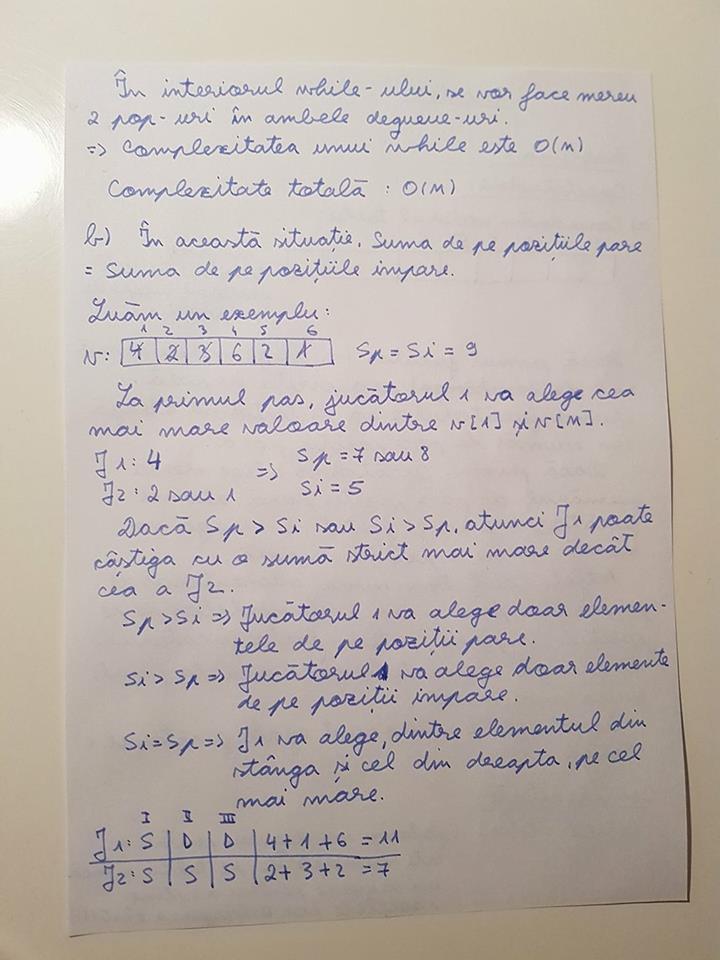 În interiorul while-ului, se vor face mereu
2 pop-uri în ambele dequeue-uri.
=> Complexitatea unui while este O(n)
Complexitate totală : O(n)
b) În această situație, Suma de pe pozițiile pare
= Suma de pe pozițiile impare.
Luăm un exemplu:
1 2 3 4 5 6
v: 4 2 3 6 2 1 Sp = Si = 9
La primul pas, jucătorul 1 va alege cea
mai mare valoare dintre v[1] și v[n].
J1: 4 => Sp = 7 sau 8
J2: 2 sau 1 Si = 5
Dacă Sp > Si sau Si > Sp, atunci J1 poate
câștiga cu o sumă strict mai mare decât
cea a J2.
Sp > Si => Jucătorul 1 va alege doar elemen-
tele de pe poziții pare.
Si > Sp => Jucătorul 1 va alege doar elemente
de pe poziții impare.
Si = Sp => J1 va alege, dintre elementul din
stânga și cel din dreapta, pe cel
mai mare.
I II III
J1: S D D 4+1+6 = 11
J2: S S S 2+3+2 = 7